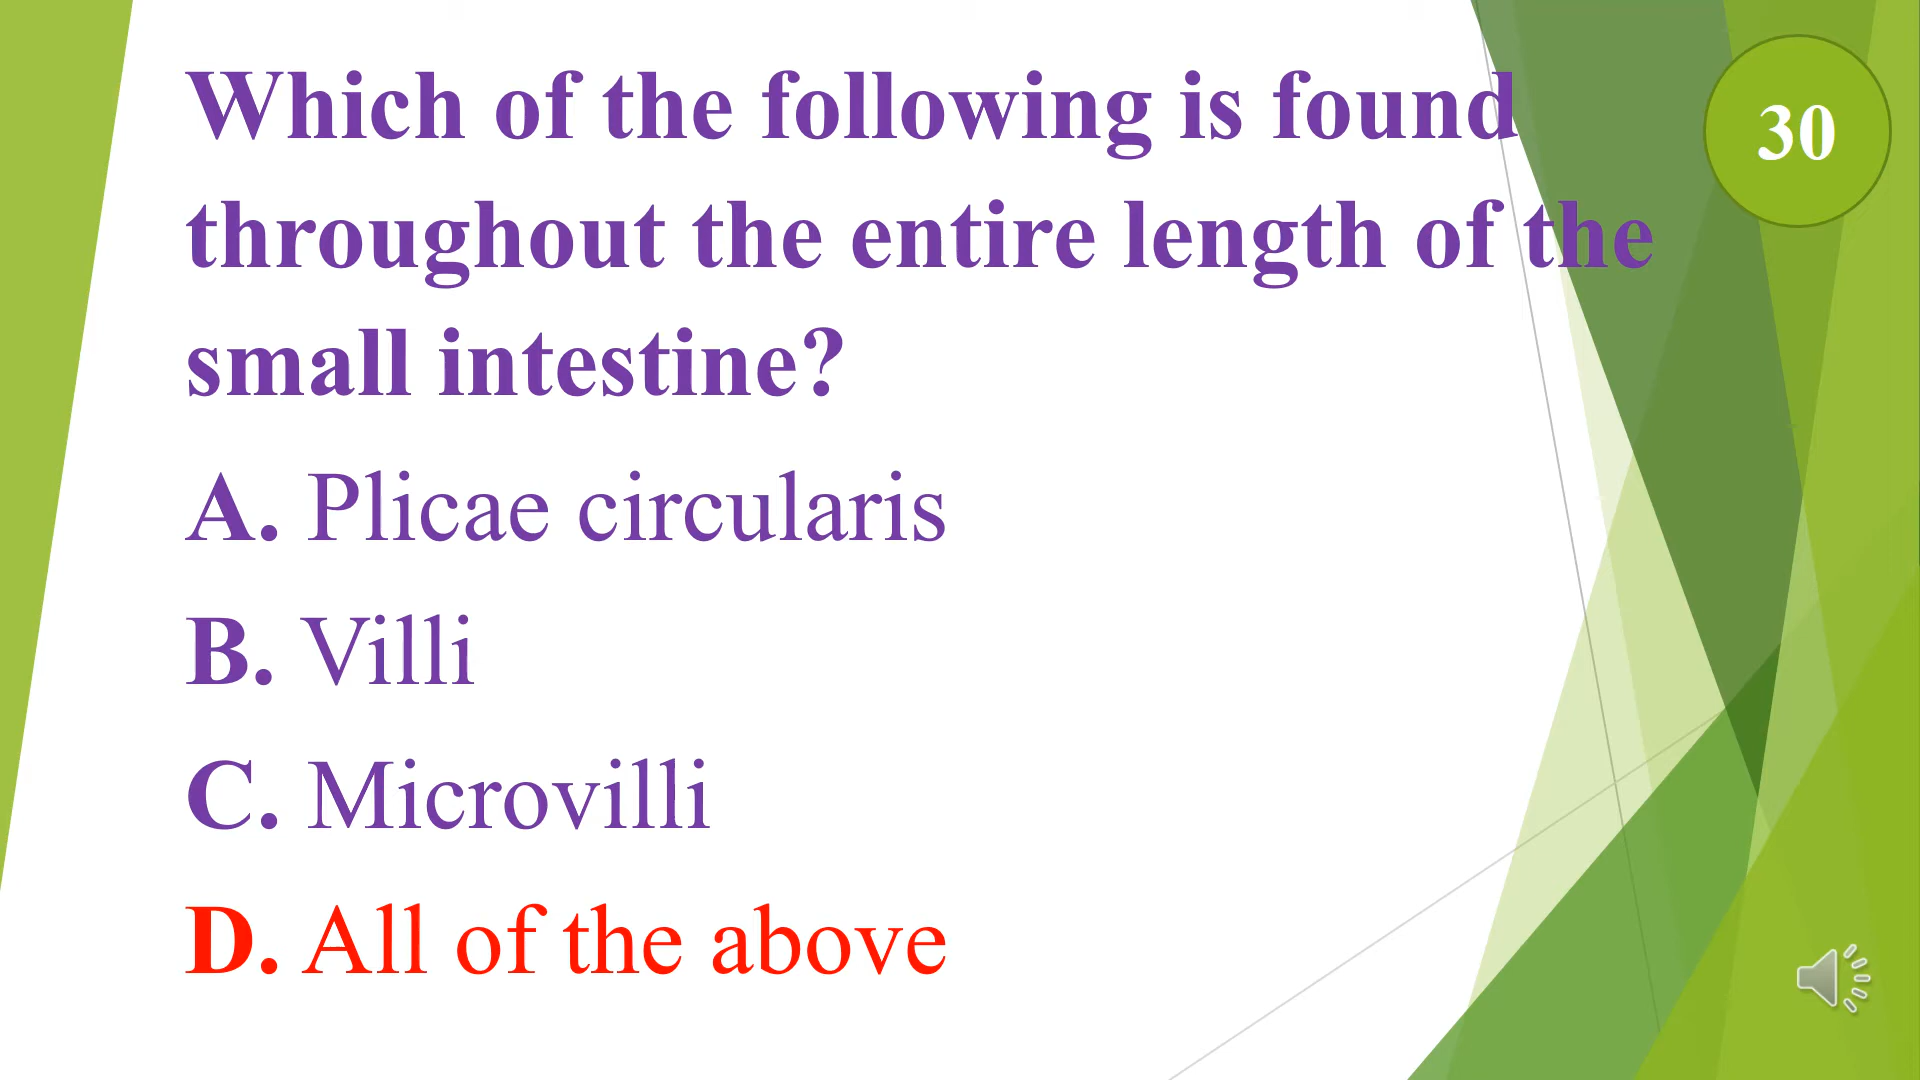 Which of the following is found
30
throughout the entire length of the
small intestine?
A. Plicae circularis
B. Villi
C. Microvilli
D. All of the above